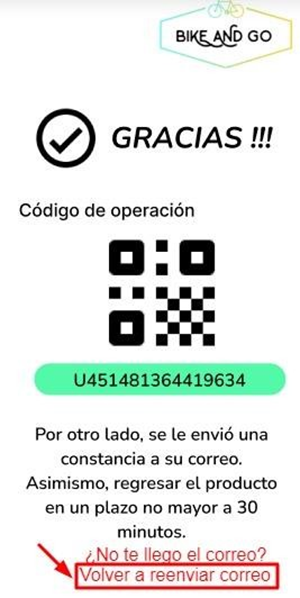 BIKE AND GO
GRACIAS !!!
Código de operación
U451481364419634
Por otro lado, se le envió una
constancia a su correo.
Asimismo, regresar el producto
en un plazo no mayor a 30
minutos.
¿No te llego el correo?
Volver a reenviar correo